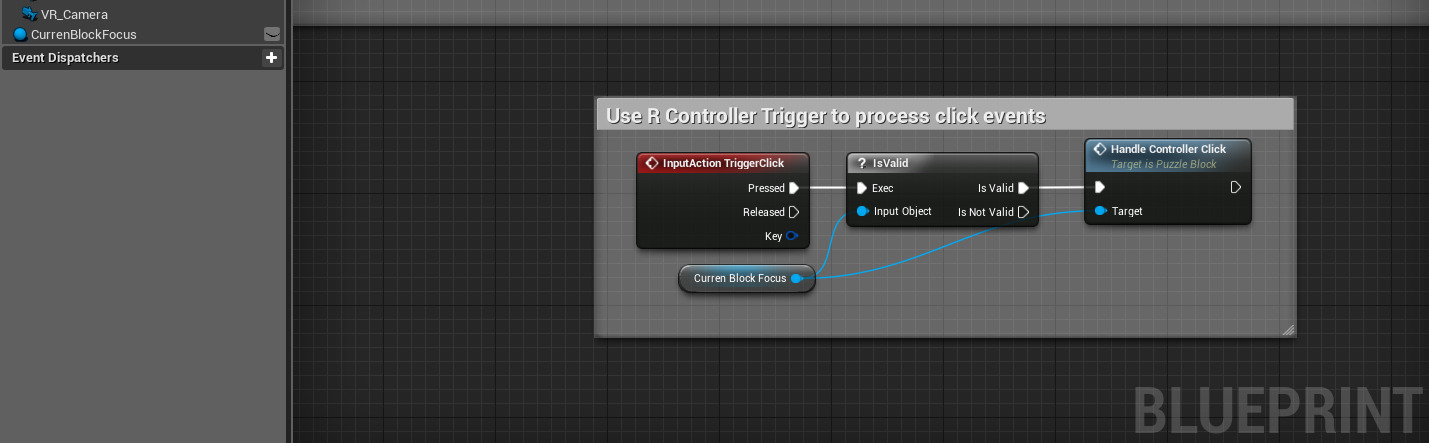 VR_Camera
CurrenBlockFocus
Event Dispatchers
Use R Controller Trigger to process click events
InputAction TriggerClick
Pressed
Released
Key
? IsValid
Exec
Is Valid
Input Object
Is Not Valid
Handle Controller Click
Target is Puzzle Block
Target
Curren Block Focus
BLUEPRINT